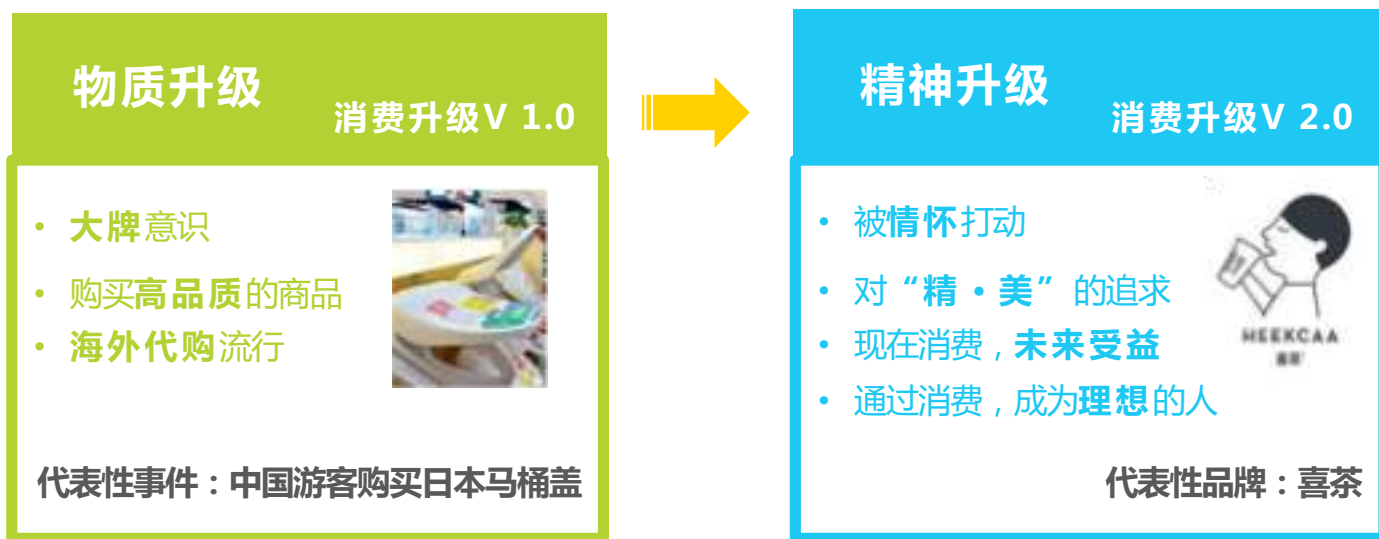 物质升级
消费升级V 1.0
• 大牌意识
• 购买高品质的商品
• 海外代购流行
代表性事件：中国游客购买日本马桶盖
精神升级
消费升级V 2.0
• 被情怀打动
• 对“精•美”的追求
• 现在消费，未来受益
• 通过消费，成为理想的人
HEEKCAA
喜茶
代表性品牌：喜茶